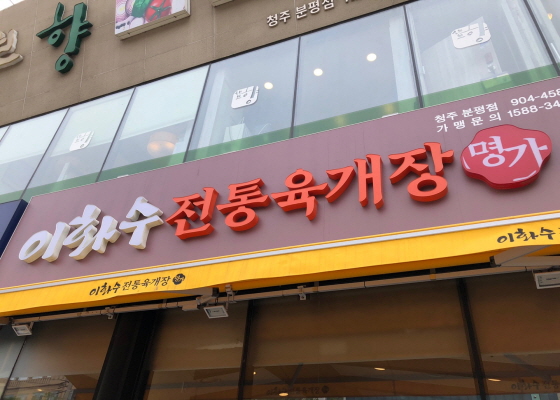 향
청주 분평점
청주 분평점 904-458
가맹문의 1588-34
이화수 전통육개장 명가
이화수 전통육개장
이화수